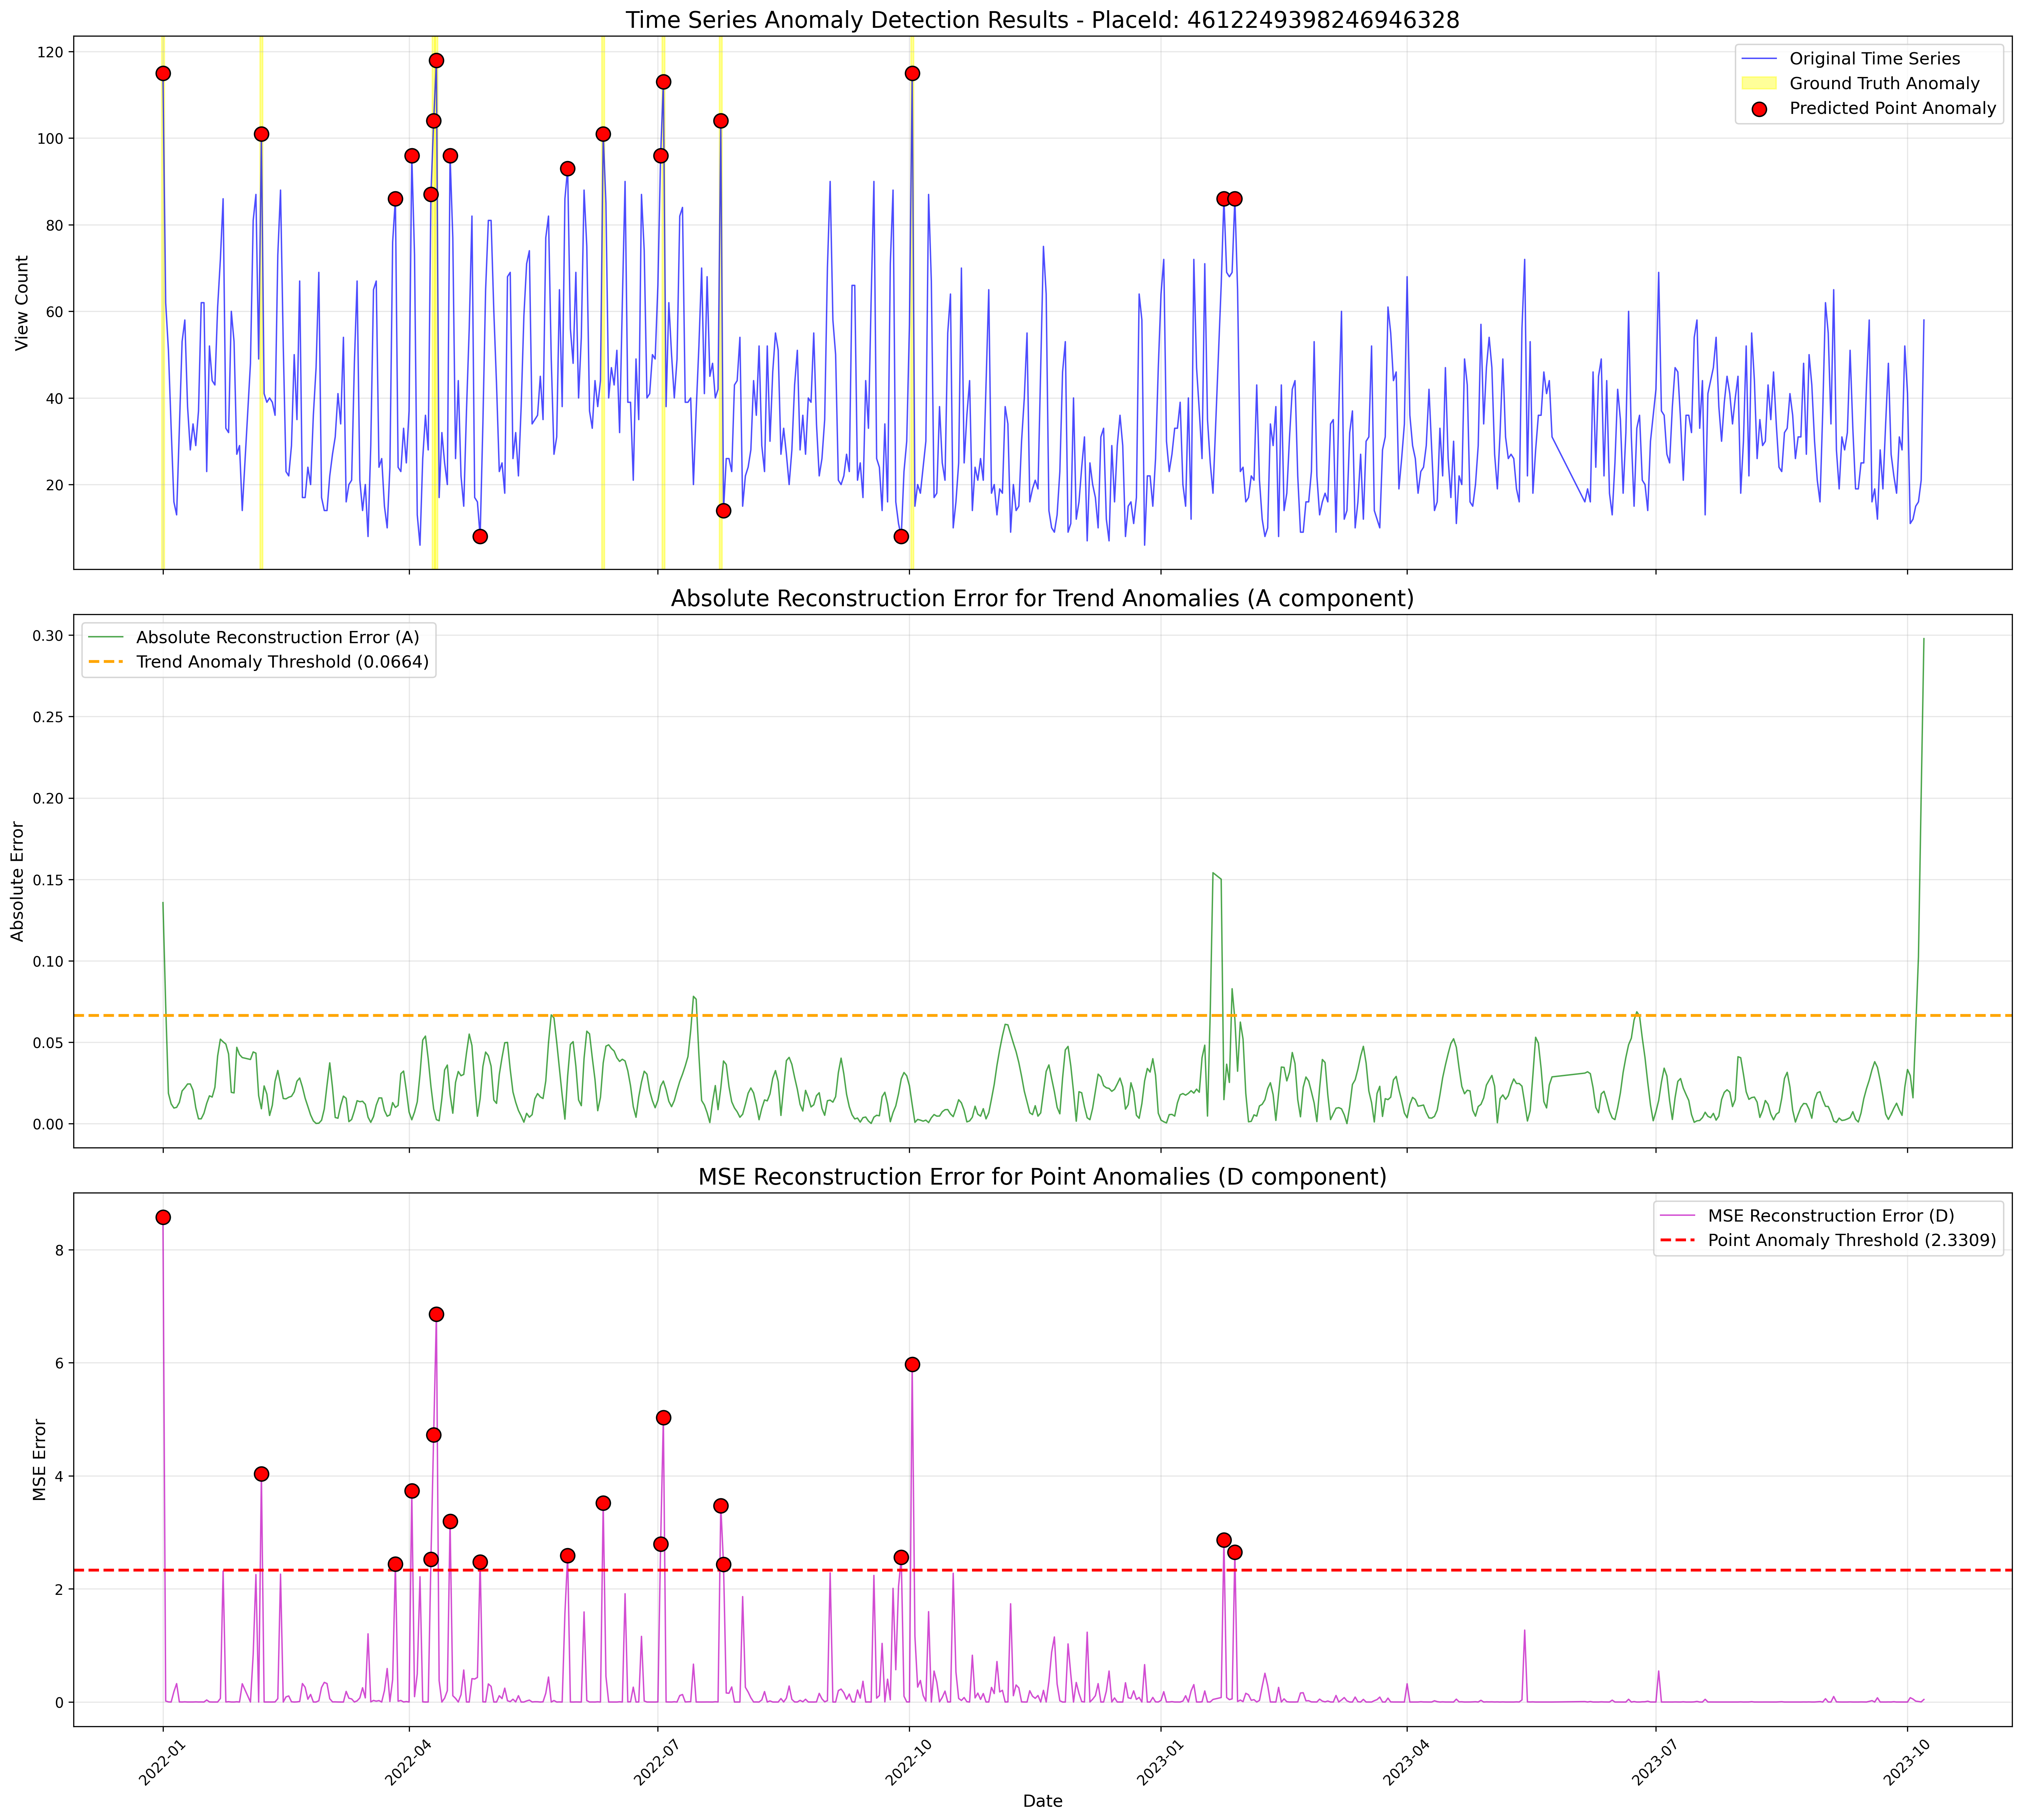 Time Series Anomaly Detection Results - PlaceId: 4612249398246946328
View Count
120
100
80
60
40
20
Original Time Series
Ground Truth Anomaly
Predicted Point Anomaly
Absolute Reconstruction Error for Trend Anomalies (A component)
Absolute Error
0.30
0.25
0.20
0.15
0.10
0.05
0.00
Absolute Reconstruction Error (A)
Trend Anomaly Threshold (0.0664)
MSE Reconstruction Error for Point Anomalies (D component)
MSE Error
8
6
4
2
0
MSE Reconstruction Error (D)
Point Anomaly Threshold (2.3309)
2022-01
2022-04
2022-07
2022-10
2023-01
2023-04
2023-07
2023-10
Date